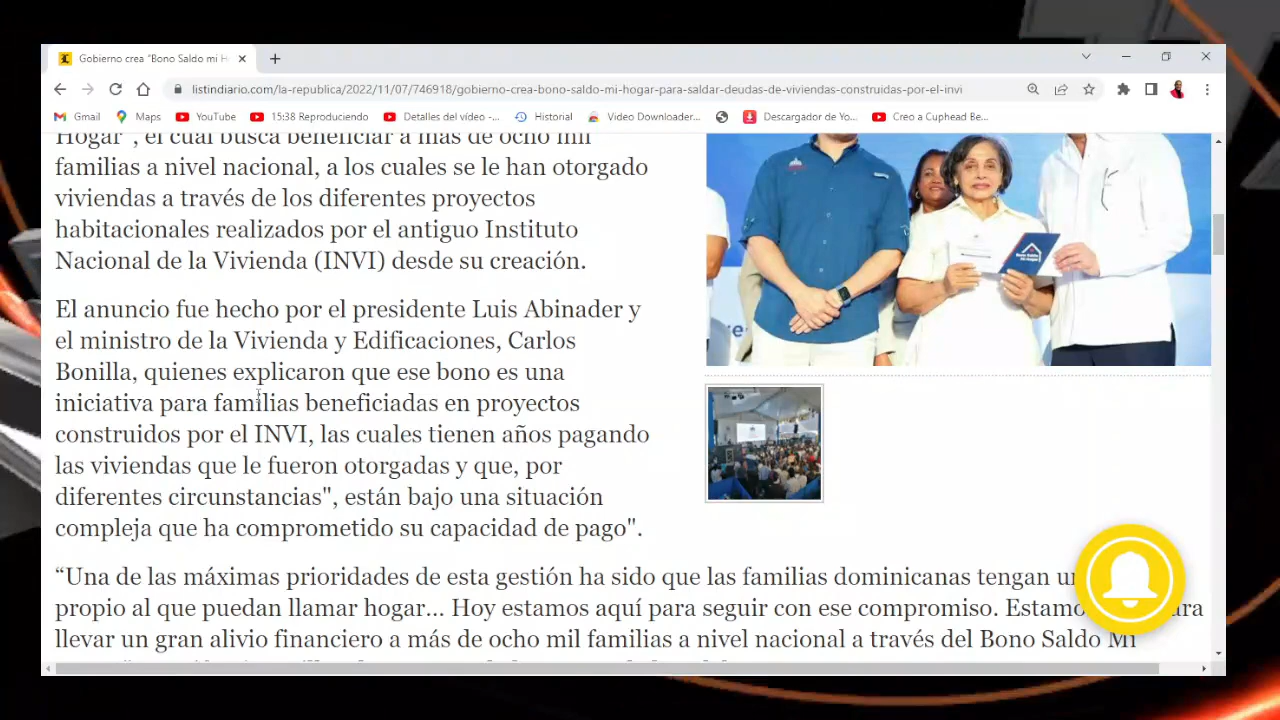 Gobierno crea "Bono Saldo mi H
listindiario.com/la-republica/2022/11/07/746918/gobierno-crea-bono-saldo-mi-hogar-para-saldar-deudas-de-viviendas-construidas-por-el-invi
Gmail
Maps
YouTube
15:38 Reproduciendo
Detalles del vídeo -...
Historial
Video Downloader...
Descargador de Yo...
Creo a Cuphead Be...
Hogar", el cual busca beneficiar a más de ocho mil
familias a nivel nacional, a los cuales se le han otorgado
viviendas a través de los diferentes proyectos
habitacionales realizados por el antiguo Instituto
Nacional de la Vivienda (INVI) desde su creación.
El anuncio fue hecho por el presidente Luis Abinader y
el ministro de la Vivienda y Edificaciones, Carlos
Bonilla, quienes explicaron que ese bono es una
iniciativa para familias beneficiadas en proyectos
construidos por el INVI, las cuales tienen años pagando
las viviendas que le fueron otorgadas y que, por
diferentes circunstancias", están bajo una situación
compleja que ha comprometido su capacidad de pago".
“Una de las máximas prioridades de esta gestión ha sido que las familias dominicanas tengan
propio al que puedan llamar hogar... Hoy estamos aquí para seguir con ese compromiso.
llevar un gran alivio financiero a más de ocho mil familias a nivel nacional a través del Bono Saldo Mi